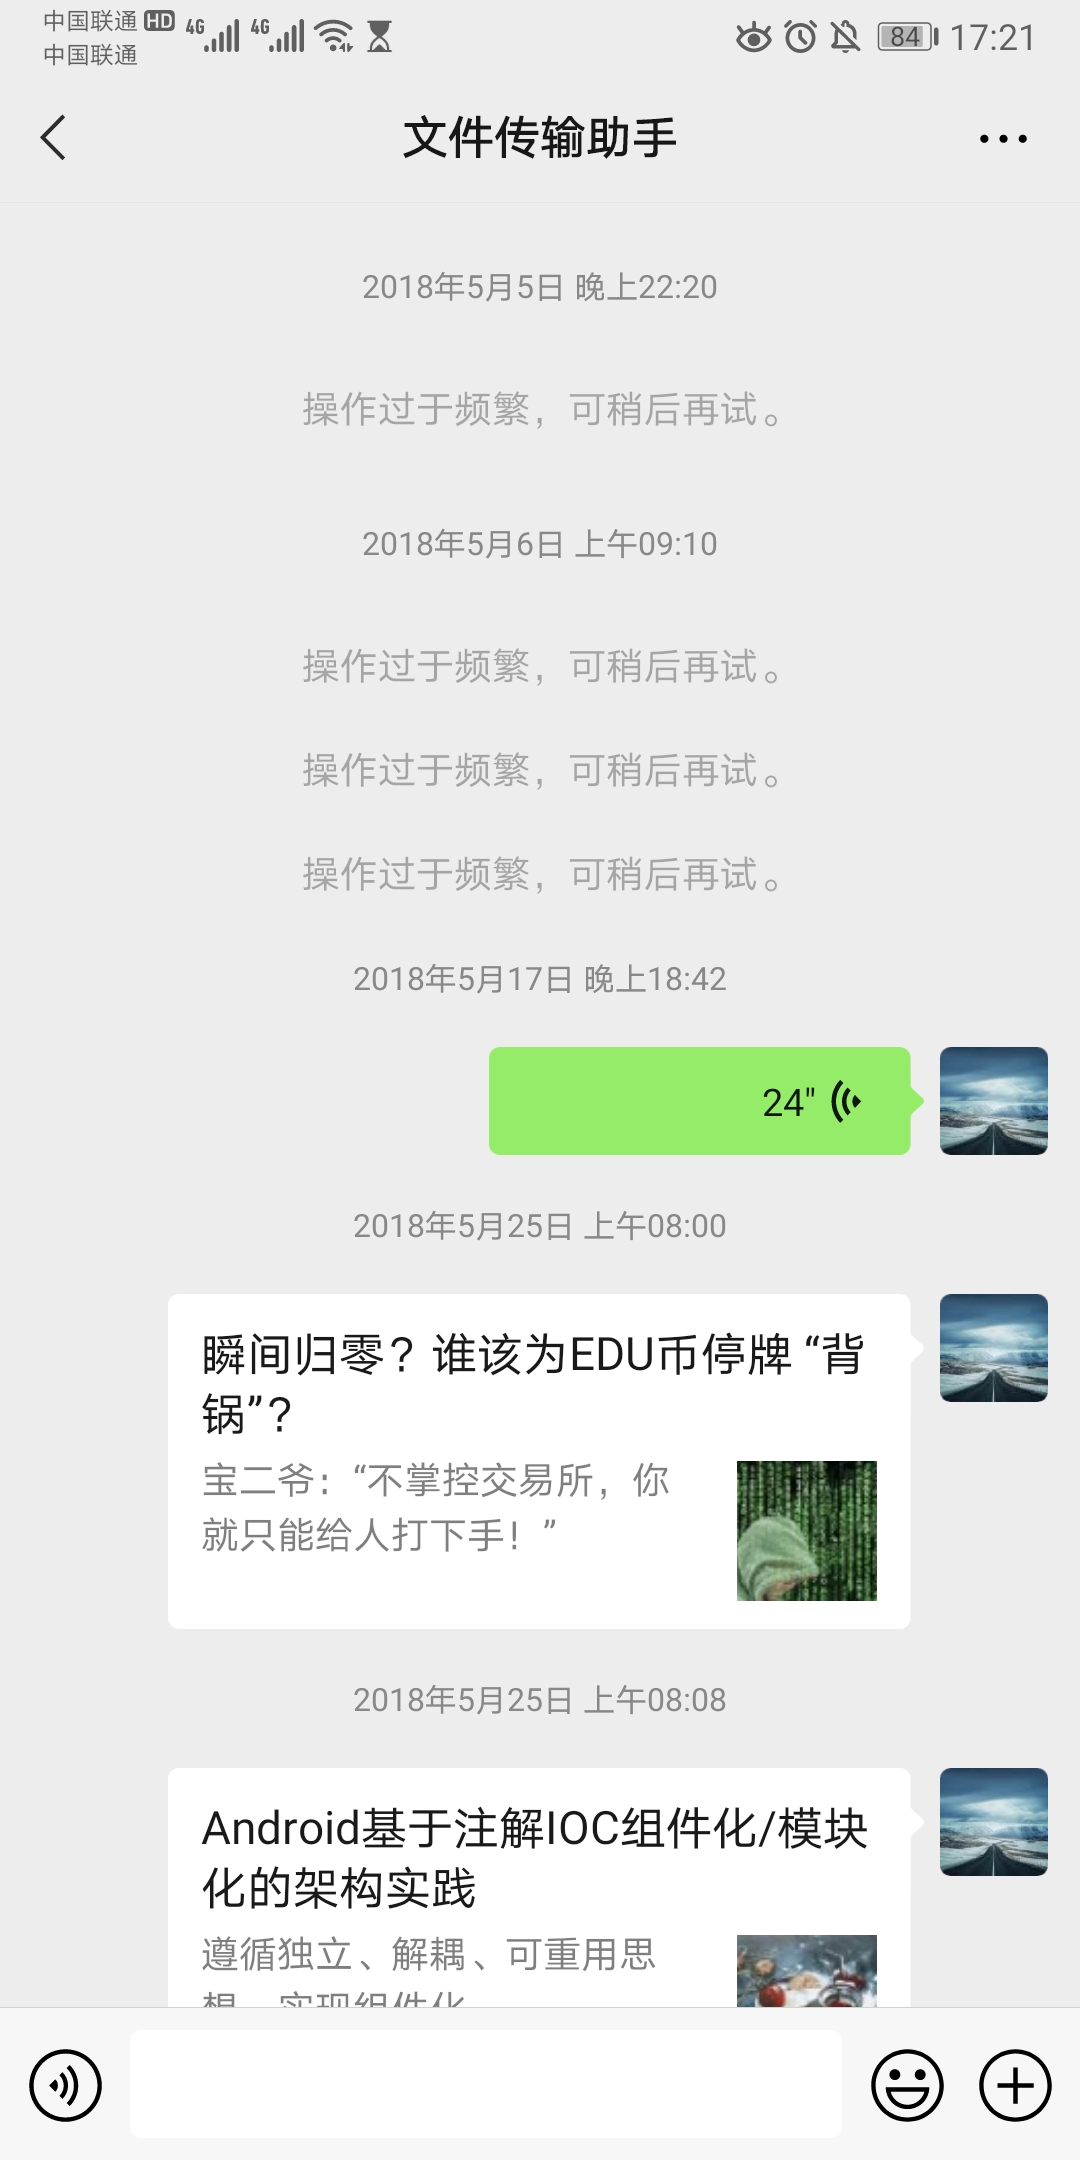 中国联通 HD 4G 4G 84 17:21
中国联通
文件传输助手
2018年5月5日 晚上22:20
操作过于频繁，可稍后再试。
2018年5月6日 上午09:10
操作过于频繁，可稍后再试。
操作过于频繁，可稍后再试。
操作过于频繁，可稍后再试。
2018年5月17日 晚上18:42
24"
2018年5月25日 上午08:00
瞬间归零？谁该为EDU币停牌 “背
锅”？
宝二爷：“不掌控交易所，你
就只能给人打下手！”
2018年5月25日 上午08:08
Android基于注解IOC组件化/模块
化的架构实践
遵循独立、解耦、可重用思
想，实现组件化